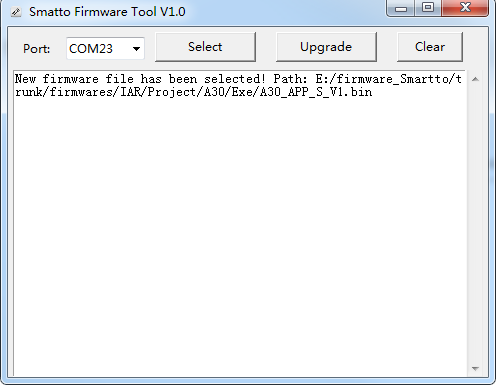 Smatto Firmware Tool V1.0
Port: COM23 Select Upgrade Clear
New firmware file has been selected! Path: E:/firmware_Smartto/t
runk/firmwares/IAR/Project/A30/Exe/A30_APP_S_V1.bin